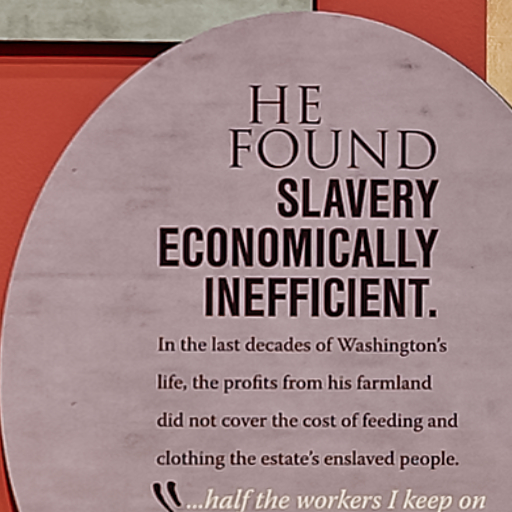 HE
FOUND
SLAVERY
ECONOMICALLY
INEFFICIENT.
In the last decades of Washington's
life, the profits from his farmland
did not cover the cost of feeding and
clothing the estate's enslaved people.
"...half the workers I keep on